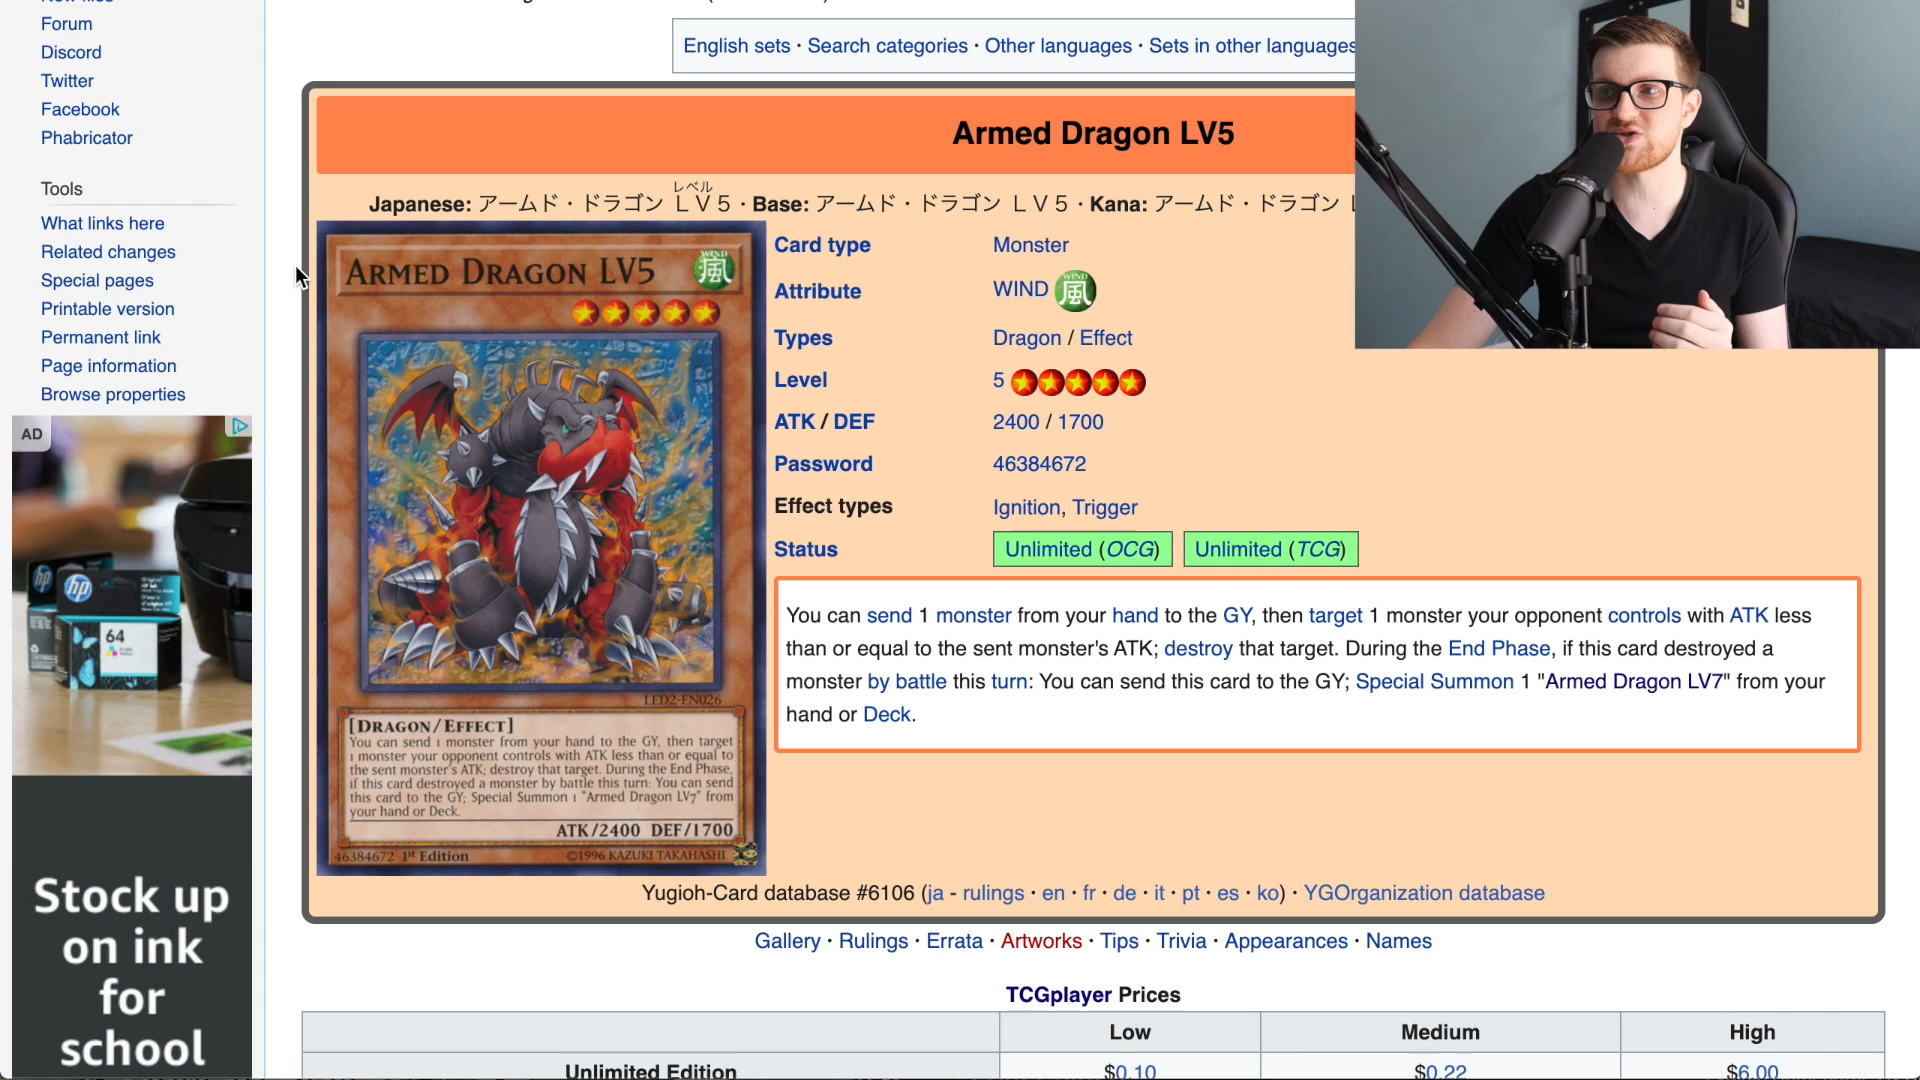 Forum
Discord
Twitter
Facebook
Phabricator
Tools
What links here
Related changes
Special pages
Printable version
Permanent link
Page information
Browse properties
AD
hp
hp
64
Stock up
on ink
for
school
English sets · Search categories · Other languages · Sets in other languages
Armed Dragon LV5
レベル
Japanese: アームド・ドラゴン ＬＶ５ · Base: アームド・ドラゴン ＬＶ５ · Kana: アームド・ドラゴン
ARMED DRAGON LV5
WIND
風
LED2-EN026
[DRAGON/EFFECT]
You can send 1 monster from your hand to the GY, then target
1 monster your opponent controls with ATK less than or equal to
the sent monster's ATK; destroy that target. During the End Phase,
if this card destroyed a monster by battle this turn: You can send
this card to the GY; Special Summon 1 "Armed Dragon LV7" from
your hand or Deck.
ATK/2400 DEF/1700
46384672 1st Edition ©1996 KAZUKI TAKAHASHI
Card type Monster
Attribute WIND WIND 風
Types Dragon / Effect
Level 5
ATK / DEF 2400 / 1700
Password 46384672
Effect types Ignition, Trigger
Status Unlimited (OCG) Unlimited (TCG)
You can send 1 monster from your hand to the GY, then target 1 monster your opponent controls with ATK less
than or equal to the sent monster's ATK; destroy that target. During the End Phase, if this card destroyed a
monster by battle this turn: You can send this card to the GY; Special Summon 1 "Armed Dragon LV7" from your
hand or Deck.
Yugioh-Card database #6106 (ja - rulings · en · fr · de · it · pt · es · ko) · YGOrganization database
Gallery · Rulings · Errata · Artworks · Tips · Trivia · Appearances · Names
TCGplayer Prices
Low Medium High
Unlimited Edition $0.10 $0.22 $6.00